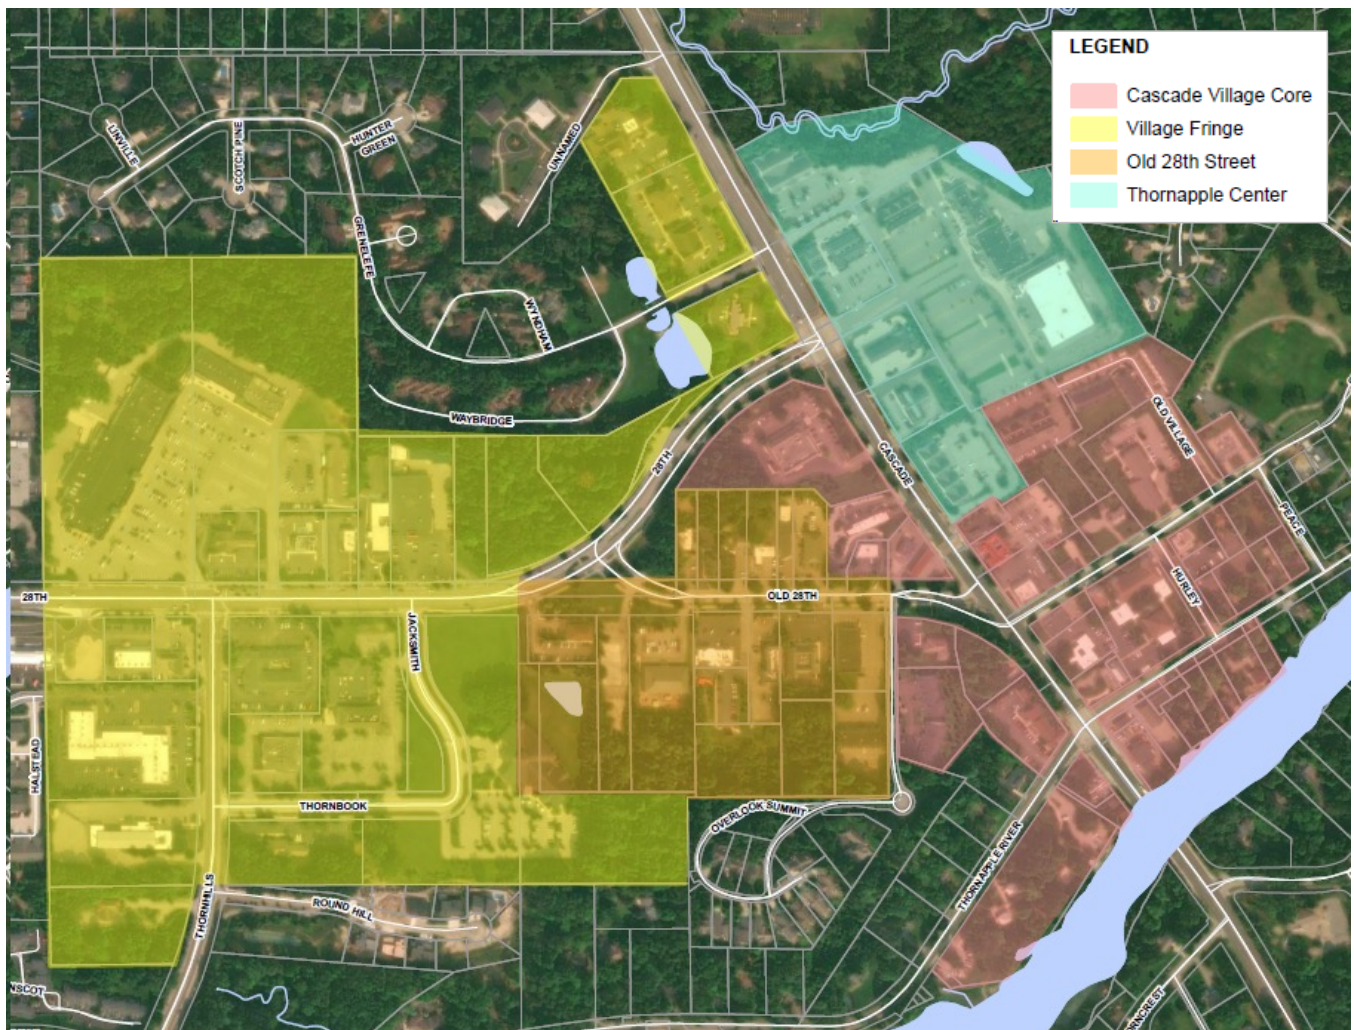 LEGEND
Cascade Village Core
Village Fringe
Old 28th Street
Thornapple Center
LINVILLE
SCOTCH PINE
HUNTER
GREEN
UNNAMED
GRENELEFE
WYNDHAM
WAYBRIDGE
28TH
CASCADE
OLD VILLAGE
PEACE
HURLEY
28TH
OLD 28TH
JACKSMITH
HALSTEAD
THORNBOOK
OVERLOOK SUMMIT
THORNAPPLE RIVER
THORNHILLS
ROUND HILL
NSCOT
RNCREST